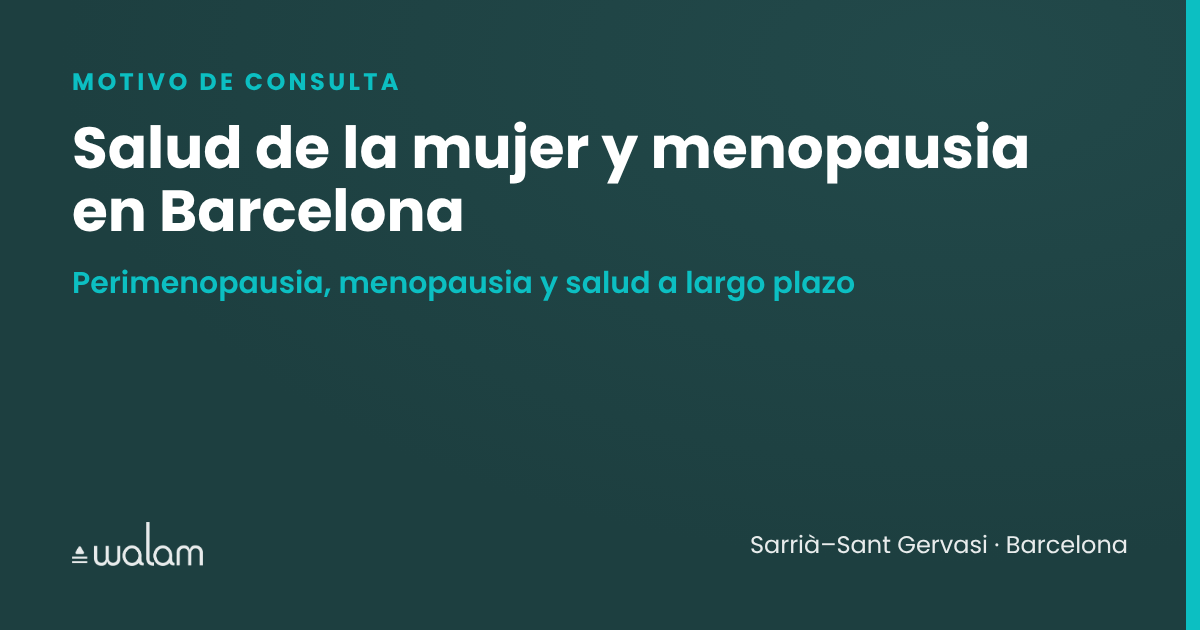 MOTIVO DE CONSULTA
Salud de la mujer y menopausia
en Barcelona
Perimenopausia, menopausia y salud a largo plazo
walam
Sarrià–Sant Gervasi · Barcelona